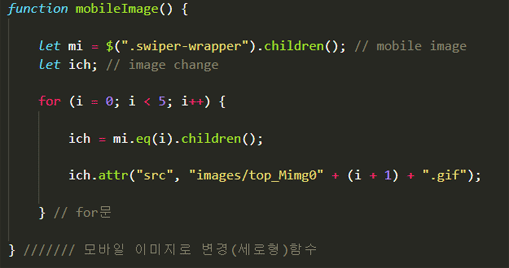 function mobileImage() {
let mi = $(".swiper-wrapper").children(); // mobile image
let ich; // image change
for (i = 0; i < 5; i++) {
ich = mi.eq(i).children();
ich.attr("src", "images/top_Mimg0" + (i + 1) + ".gif");
} // for문
} /////// 모바일 이미지로 변경(세로형)함수